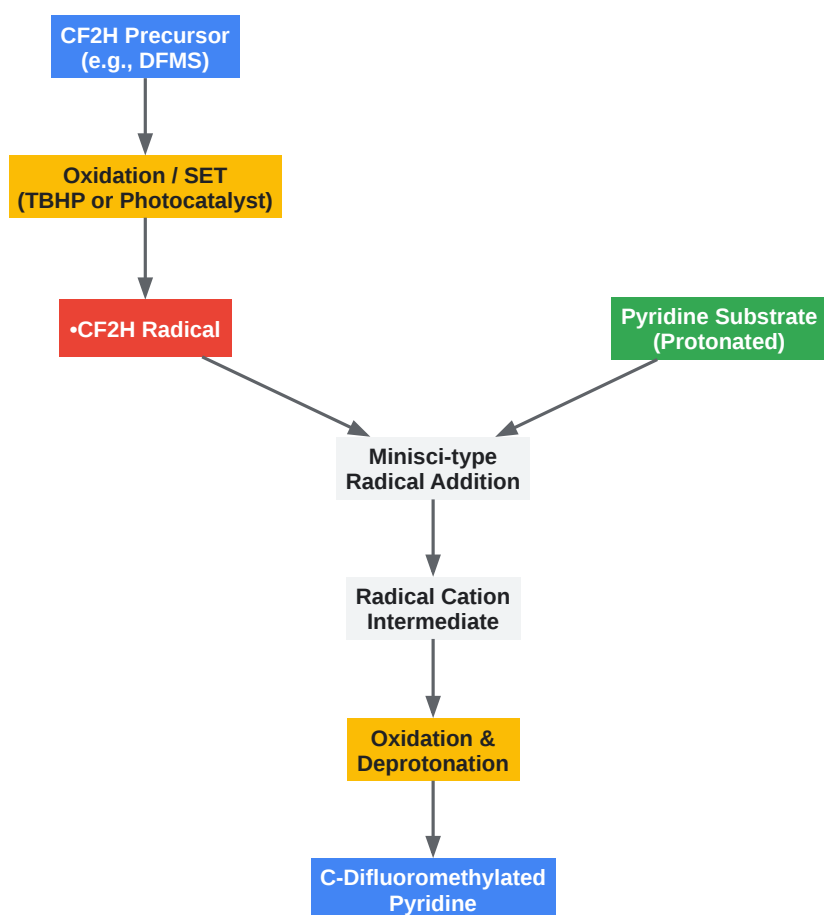 CF2H Precursor
(e.g., DFMS)
Oxidation / SET
(TBHP or Photocatalyst)
•CF2H Radical
Pyridine Substrate
(Protonated)
Minisci-type
Radical Addition
Radical Cation
Intermediate
Oxidation &
Deprotonation
C-Difluoromethylated
Pyridine